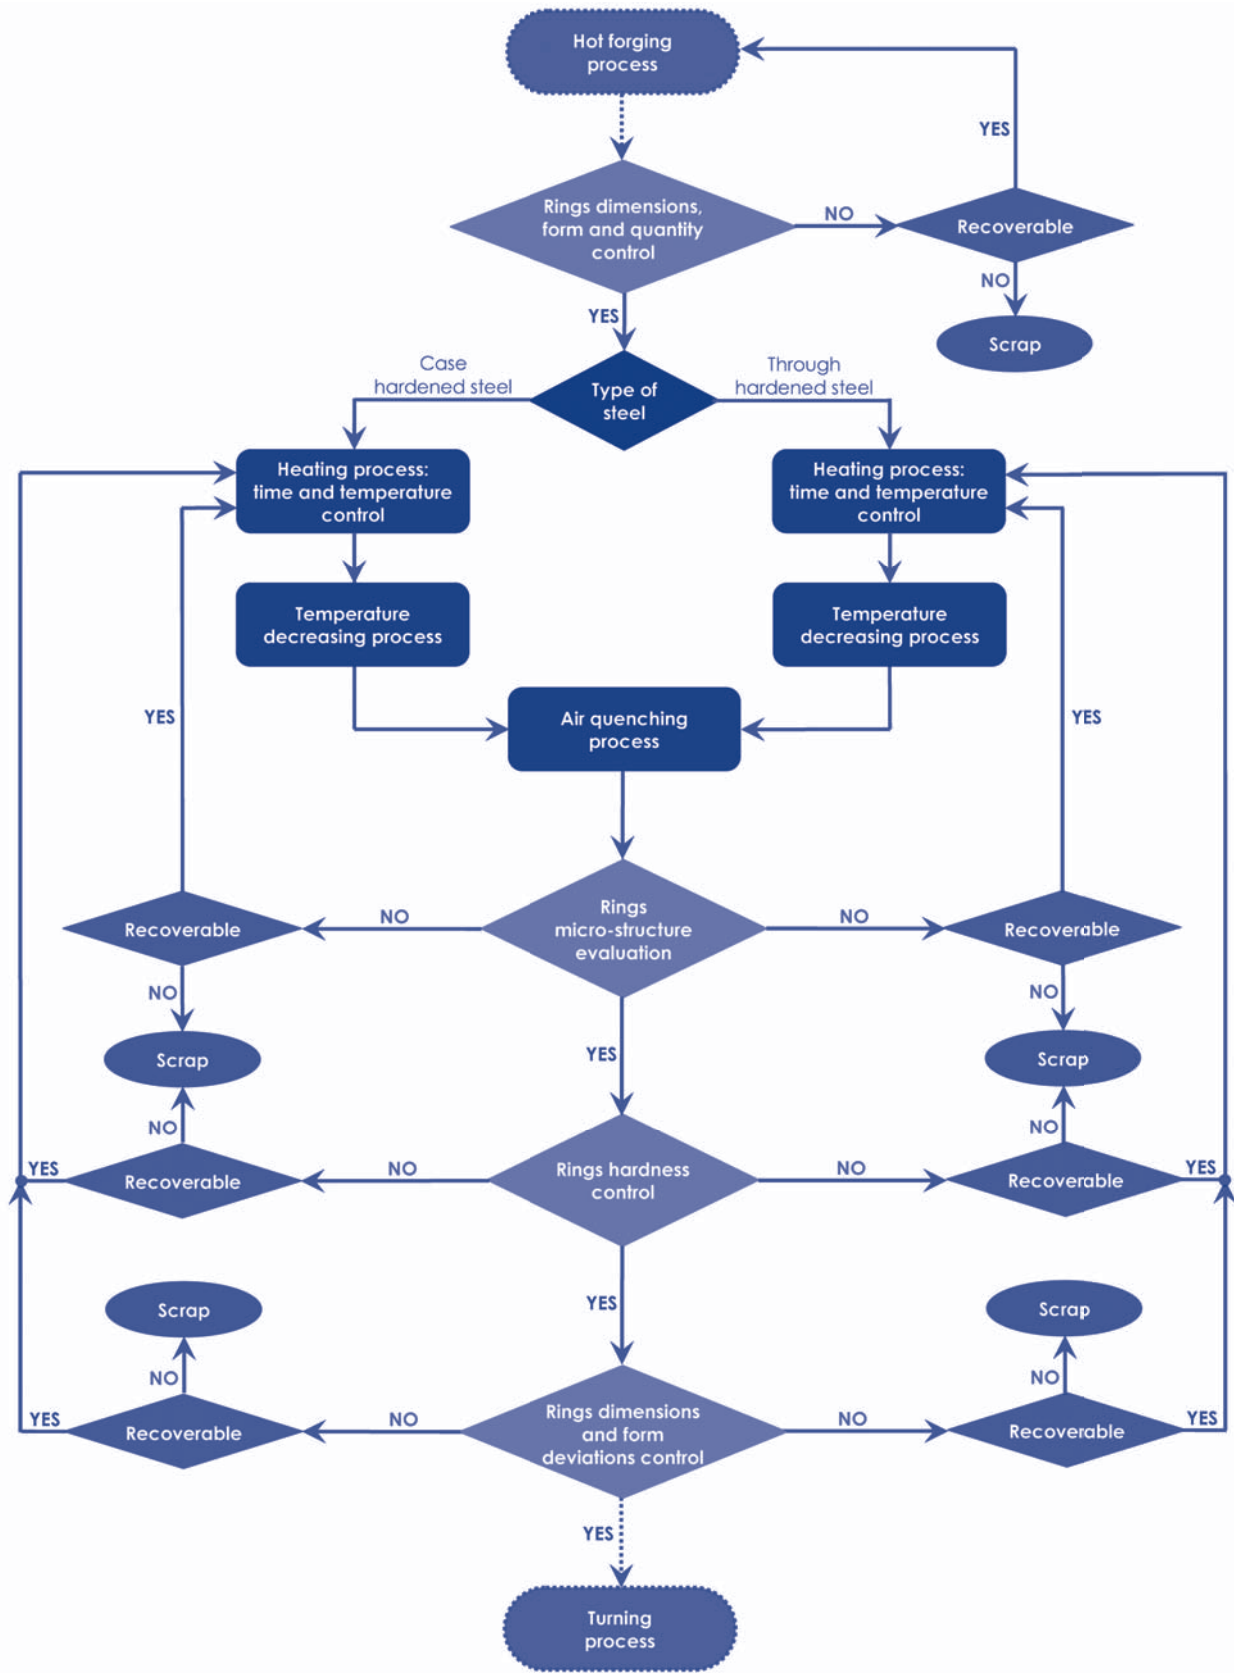 Hot forging
process
YES
Rings dimensions,
form and quantity
control
NO
Recoverable
NO
YES
Scrap
Case
hardened steel
Type of
steel
Through
hardened steel
Heating process:
time and temperature
control
Heating process:
time and temperature
control
Temperature
decreasing process
Temperature
decreasing process
YES
Air quenching
process
YES
Recoverable
NO
Rings
micro-structure
evaluation
NO
Recoverable
NO
NO
Scrap
YES
Scrap
NO
NO
YES
Recoverable
NO
Rings hardness
control
NO
Recoverable
YES
Scrap
YES
Scrap
NO
NO
YES
Recoverable
NO
Rings dimensions
and form
deviations control
NO
Recoverable
YES
YES
Turning
process